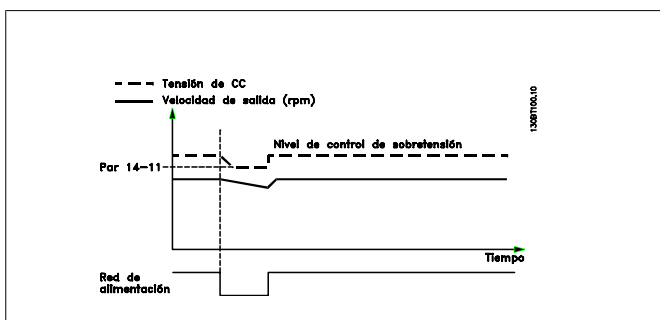 Tensión de CC
Velocidad de salida (rpm)
130BT100.10
Nivel de control de sobretensión
Par 14-11
Tiempo
Red de
alimentación